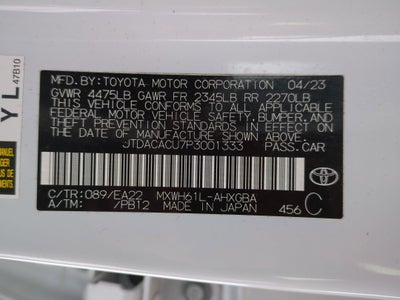 MFD.BY:TOYOTA MOTOR CORPORATION 04/23
GVWR 4475LB GAWR FR 2345LB RR 2270LB
THIS VEHICLE CONFORMS TO ALL APPLICABLE
FEDERAL MOTOR VEHICLE SAFETY, BUMPER, AND
THEFT PREVENTION STANDARDS IN EFFECT ON
THE DATE OF MANUFACTURE SHOWN ABOVE.
JTDACACU7P3001333 PASS.CAR
C/TR:089/EA22 MXWH61L-AHXGBA
A/TM: /PB12 MADE IN JAPAN 456 C
Y L
47B10